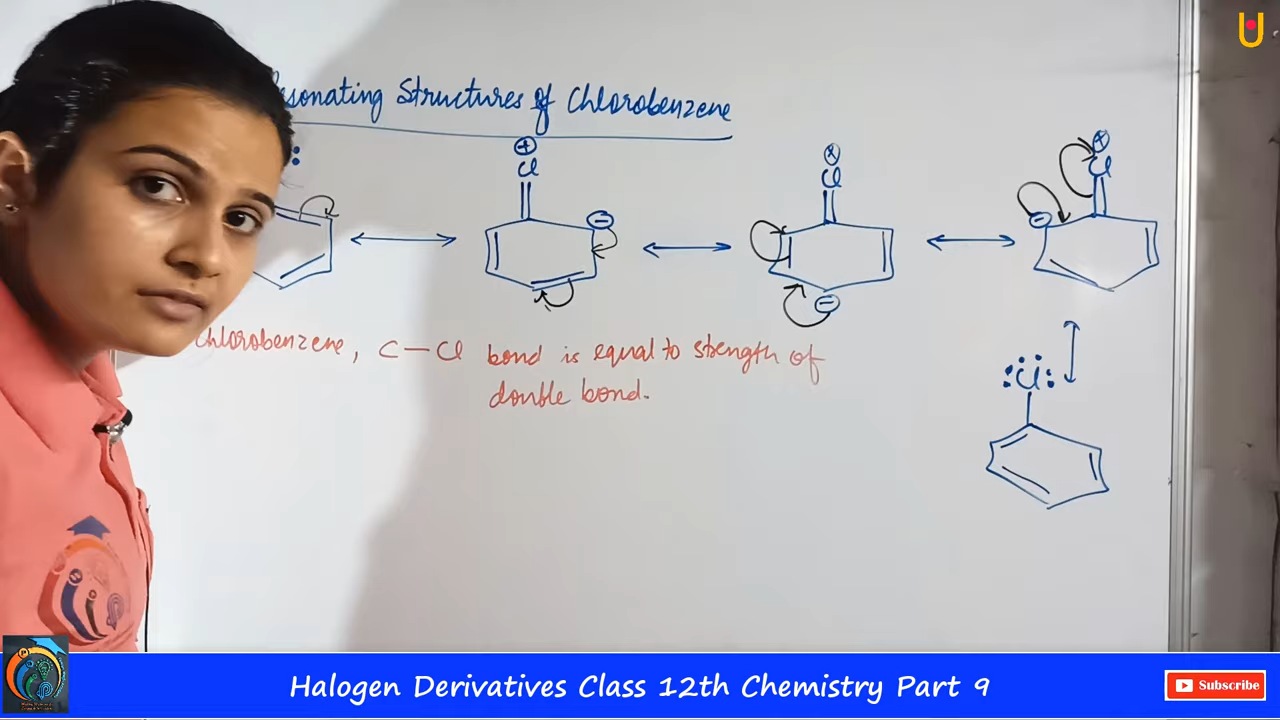 Resonating Structures of Chlorobenzene
Cl
Cl
Cl
Cl
Chlorobenzene, C — Cl bond is equal to strength of
double bond.
Halogen Derivatives Class 12th Chemistry Part 9
Subscribe